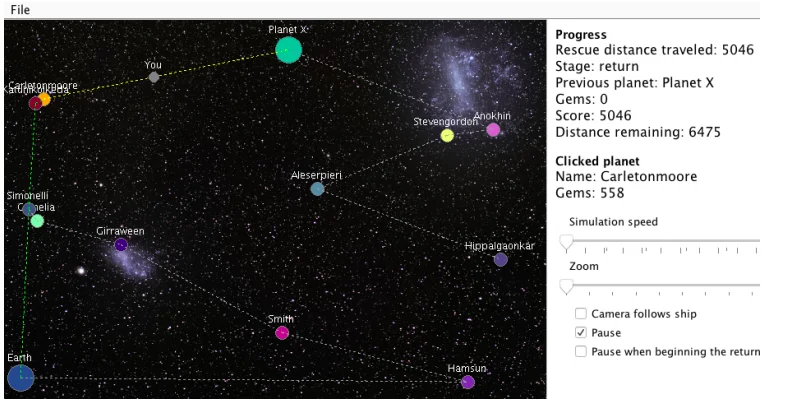 File
Planet X
You
Carletonmoore
Stevengordon
Anokhin
Aleserpieri
Simonelli
Girraween
Hippalgaonkar
Smith
Earth
Hamsun
Progress
Rescue distance traveled: 5046
Stage: return
Previous planet: Planet X
Gems: 0
Score: 5046
Distance remaining: 6475
Clicked planet
Name: Carletonmoore
Gems: 558
Simulation speed
Zoom
Camera follows ship
Pause
Pause when beginning the return